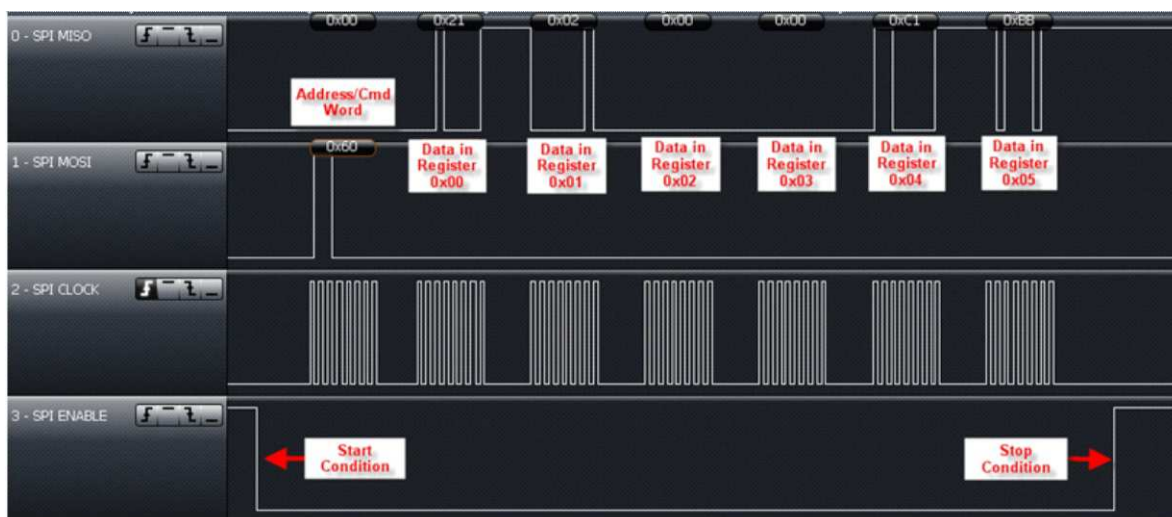 0x00
0x21
0x02
0x00
0x00
0xC1
0xBB
0 - SPI MISO
Address/Cmd
Word
1 - SPI MOSI
0x60
Data in
Register
0x00
Data in
Register
0x01
Data in
Register
0x02
Data in
Register
0x03
Data in
Register
0x04
Data in
Register
0x05
2 - SPI CLOCK
3 - SPI ENABLE
Start
Condition
Stop
Condition